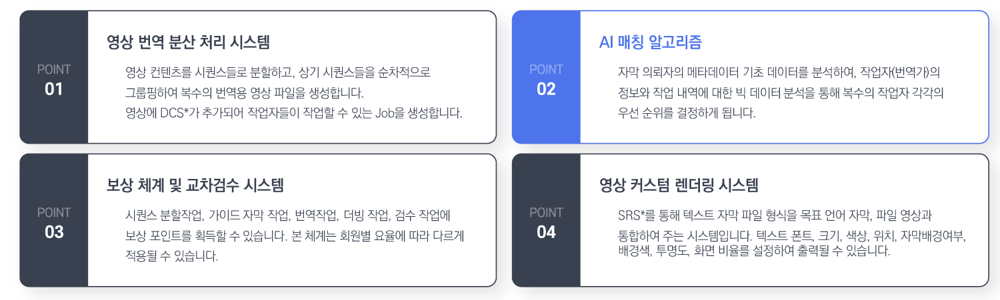 POINT
01
영상 번역 분산 처리 시스템
영상 컨텐츠를 시퀀스들로 분할하고, 상기 시퀀스들을 순차적으로
그룹핑하여 복수의 번역용 영상 파일을 생성합니다.
영상에 DCS*가 추가되어 작업자들이 작업할 수 있는 Job을 생성합니다.
POINT
02
AI 매칭 알고리즘
자막 의뢰자의 메타데이터 기초 데이터를 분석하여, 작업자(번역가)의
정보와 작업 내역에 대한 빅 데이터 분석을 통해 복수의 작업자 각각의
우선 순위를 결정하게 됩니다.
POINT
03
보상 체계 및 교차검수 시스템
시퀀스 분할작업, 가이드 자막 작업, 번역작업, 더빙 작업, 검수 작업에
보상 포인트를 획득할 수 있습니다. 본 체계는 회원별 요율에 따라 다르게
적용될 수 있습니다.
POINT
04
영상 커스텀 렌더링 시스템
SRS*를 통해 텍스트 자막 파일 형식을 목표 언어 자막, 파일 영상과
통합하여 주는 시스템입니다. 텍스트 폰트, 크기, 색상, 위치, 자막배경여부,
배경색, 투명도, 화면 비율를 설정하여 출력될 수 있습니다.